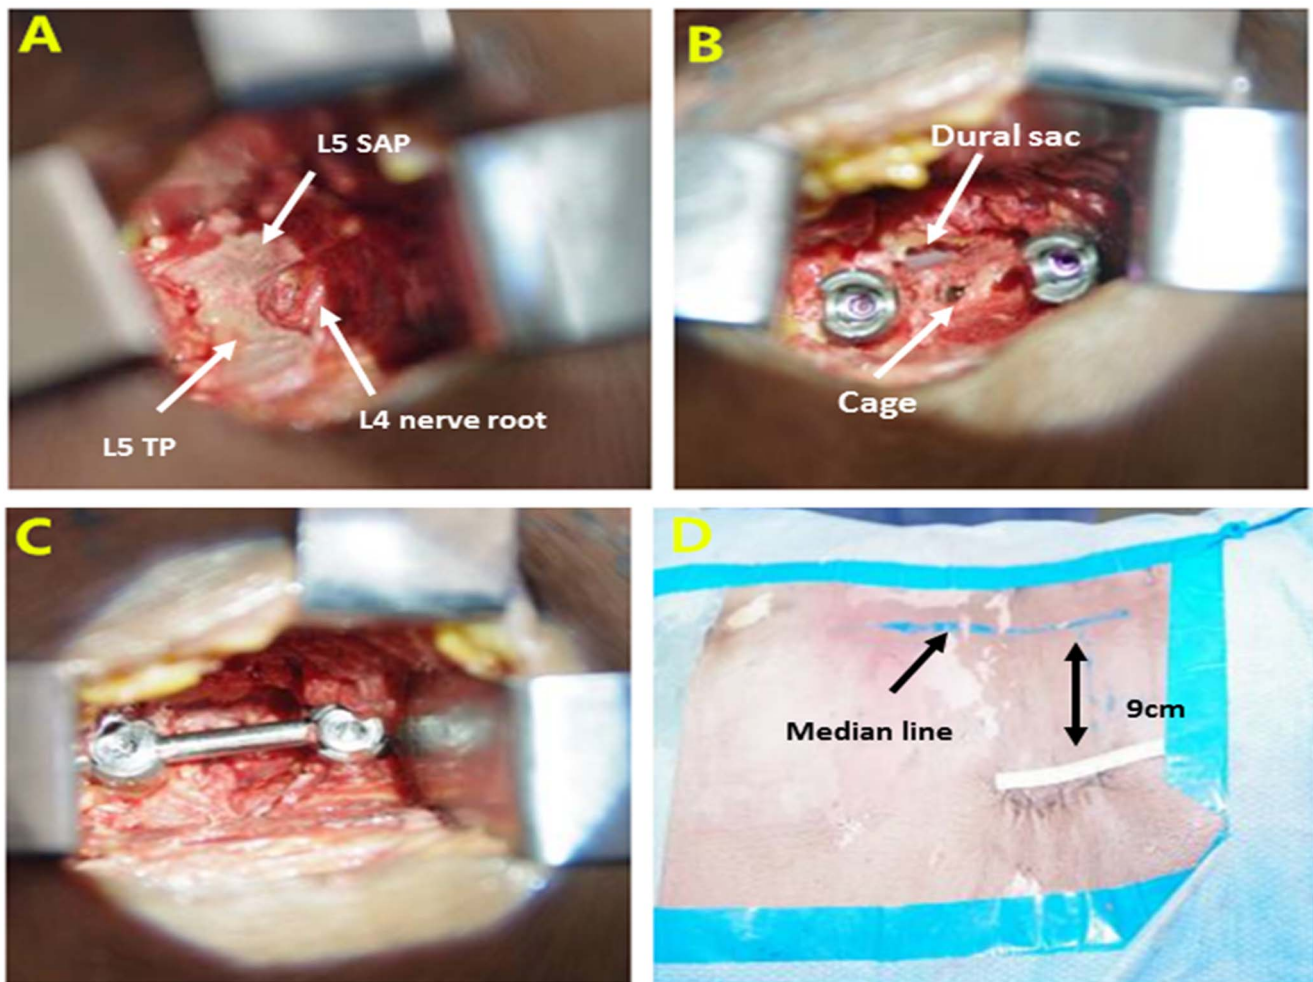 A
L5 SAP
L4 nerve root
L5 TP
B
Dural sac
Cage
C
D
Median line
9cm